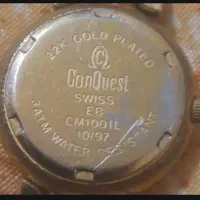 22K GOLD PLATED
ConQuest
SWISS
EB
CM1001L
10/97
3ATM WATER RESISTANT